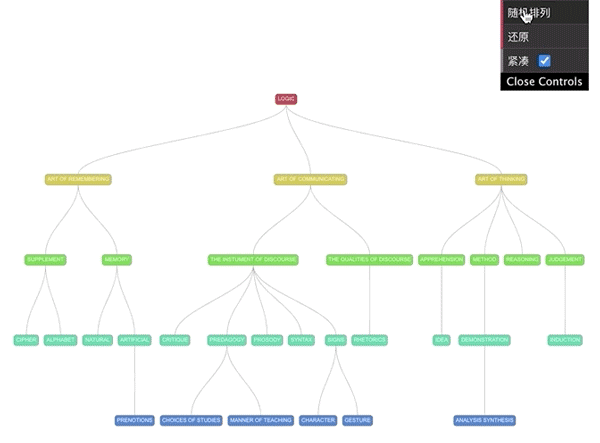 随机排列
还原
紧凑
Close Controls
LOGIC
ART OF REMEMBERING
ART OF COMMUNICATING
ART OF THINKING
SUPPLEMENT
MEMORY
THE INSTUMENT OF DISCOURSE
THE QUALITIES OF DISCOURSE
APPREHENSION
METHOD
REASONING
JUDGEMENT
CIPHER
ALPHABET
NATURAL
ARTIFICIAL
CRITIQUE
PREDAGOGY
PROSODY
SYNTAX
SIGNS
RHETORICS
IDEA
DEMONSTRATION
INDUCTION
PRENOTIONS
CHOICES OF STUDIES
MANNER OF TEACHING
CHARACTER
GESTURE
ANALYSIS SYNTHESIS